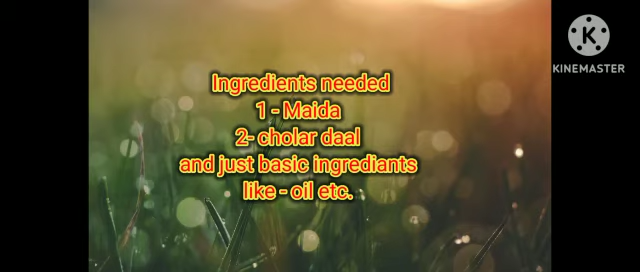 Ingredients needed
1 - Maida
2- cholar daal
and just basic ingrediants
like - oil etc.
K
KINEMASTER